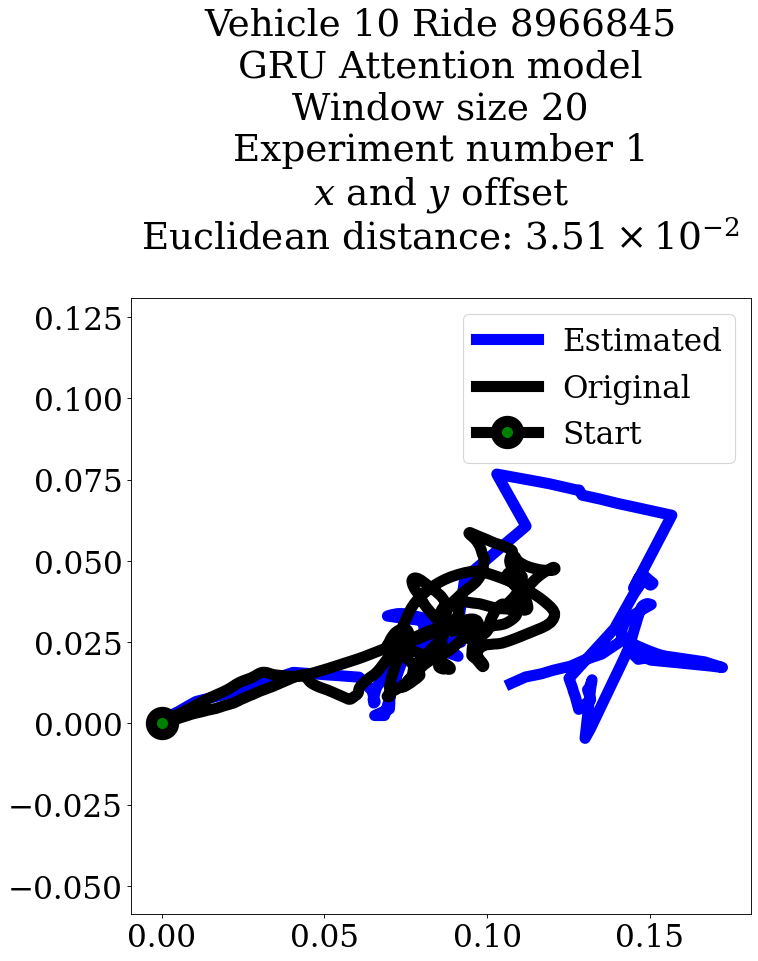 Vehicle 10 Ride 8966845
GRU Attention model
Window size 20
Experiment number 1
x and y offset
Euclidean distance: 3.51 × 10⁻²
Estimated
Original
Start
0.125
0.100
0.075
0.050
0.025
0.000
−0.025
−0.050
0.00 0.05 0.10 0.15